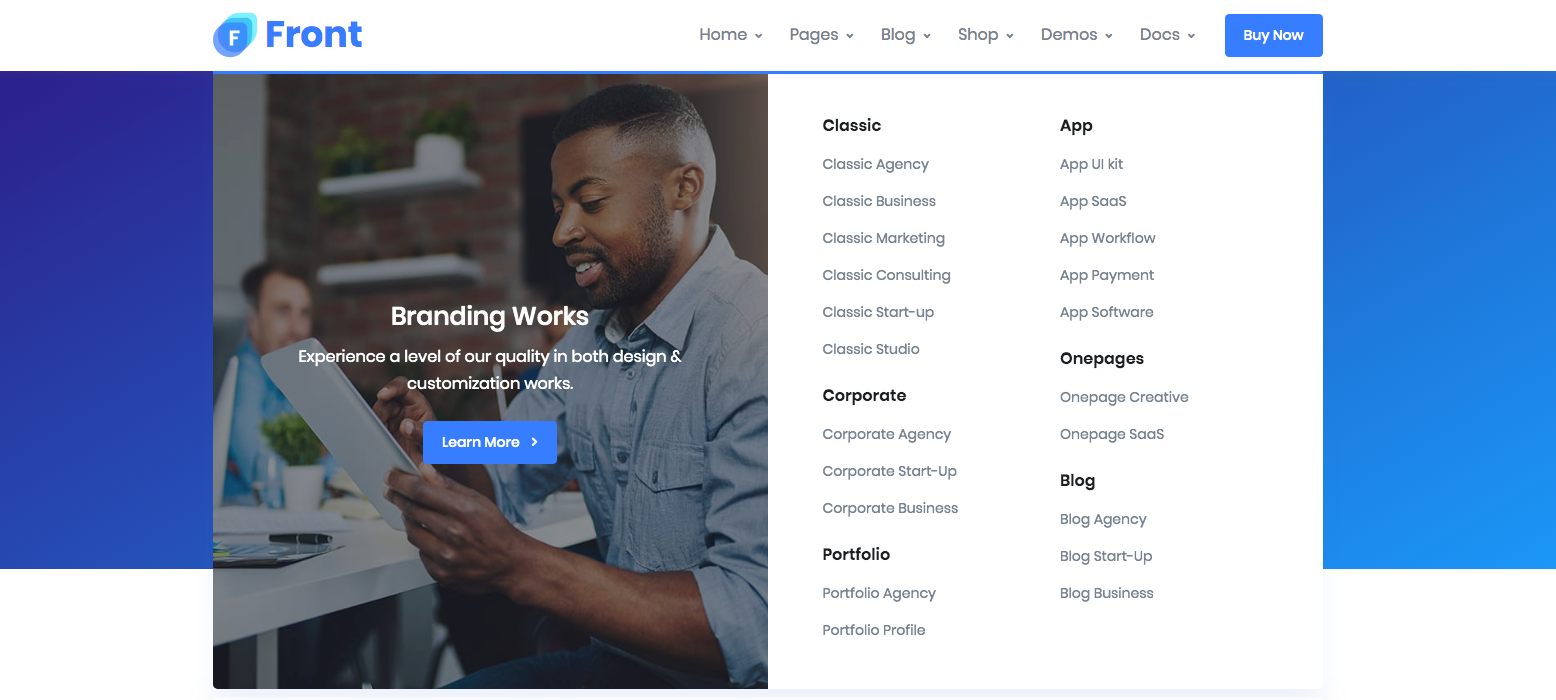 F Front
Home
Pages
Blog
Shop
Demos
Docs
Buy Now
Branding Works
Experience a level of our quality in both design &
customization works.
Learn More
Classic
Classic Agency
Classic Business
Classic Marketing
Classic Consulting
Classic Start-up
Classic Studio
Corporate
Corporate Agency
Corporate Start-Up
Corporate Business
Portfolio
Portfolio Agency
Portfolio Profile
App
App UI kit
App SaaS
App Workflow
App Payment
App Software
Onepages
Onepage Creative
Onepage SaaS
Blog
Blog Agency
Blog Start-Up
Blog Business